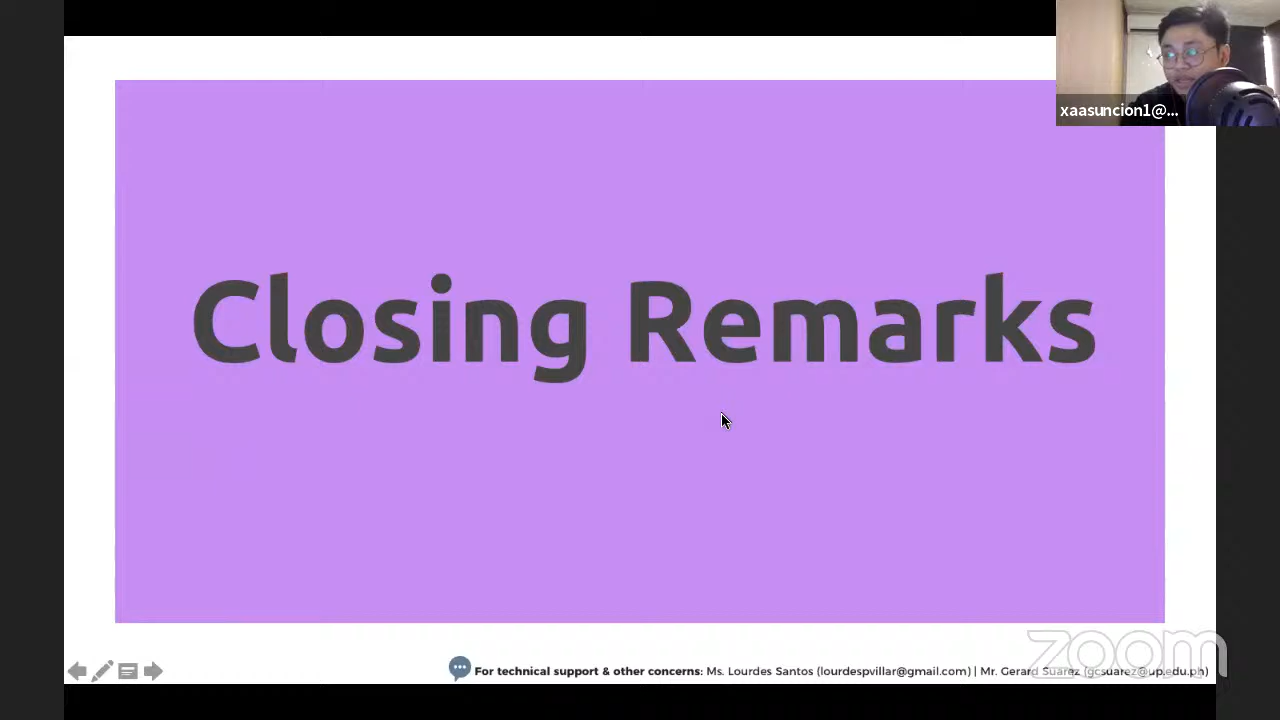 xaasuncion1@...
Closing Remarks
For technical support & other concerns: Ms. Lourdes Santos (lourdespvillar@gmail.com) | Mr. Gerard Suarez (gcsuarez@up.edu.ph)
zoom